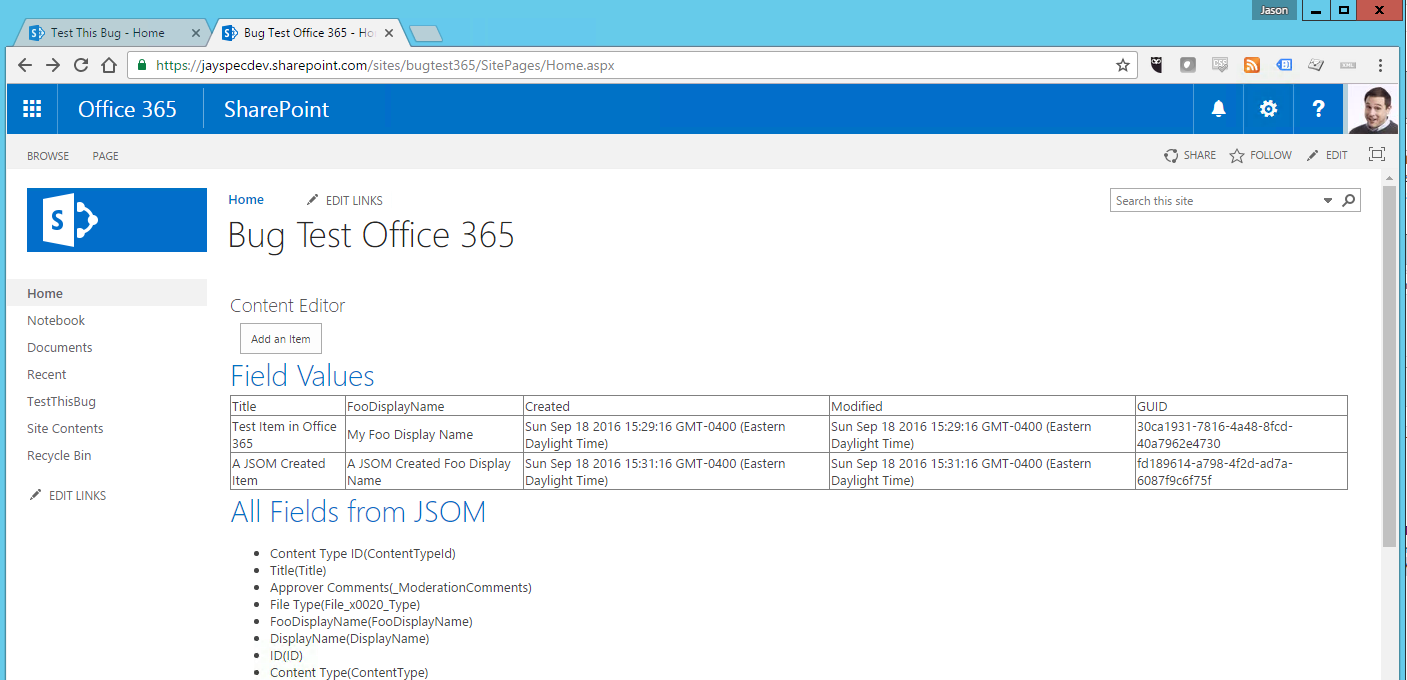 Jason
Test This Bug - Home
Bug Test Office 365 - Ho
https://jayspecdev.sharepoint.com/sites/bugtest365/SitePages/Home.aspx
Office 365
SharePoint
?
BROWSE
PAGE
SHARE
FOLLOW
EDIT
S
Home
EDIT LINKS
Search this site
Bug Test Office 365
Home
Notebook
Documents
Recent
TestThisBug
Site Contents
Recycle Bin
EDIT LINKS
Content Editor
Add an Item
Field Values
Title FooDisplayName Created Modified GUID
Test Item in Office 365 My Foo Display Name Sun Sep 18 2016 15:29:16 GMT-0400 (Eastern Daylight Time) Sun Sep 18 2016 15:29:16 GMT-0400 (Eastern Daylight Time) 30ca1931-7816-4a48-8fcd-40a7962e4730
A JSOM Created Item A JSOM Created Foo Display Name Sun Sep 18 2016 15:31:16 GMT-0400 (Eastern Daylight Time) Sun Sep 18 2016 15:31:16 GMT-0400 (Eastern Daylight Time) fd189614-a798-4f2d-ad7a-6087f9c6f75f
All Fields from JSOM
Content Type ID(ContentTypeId)
Title(Title)
Approver Comments(_ModerationComments)
File Type(File_x0020_Type)
FooDisplayName(FooDisplayName)
DisplayName(DisplayName)
ID(ID)
Content Type(ContentType)